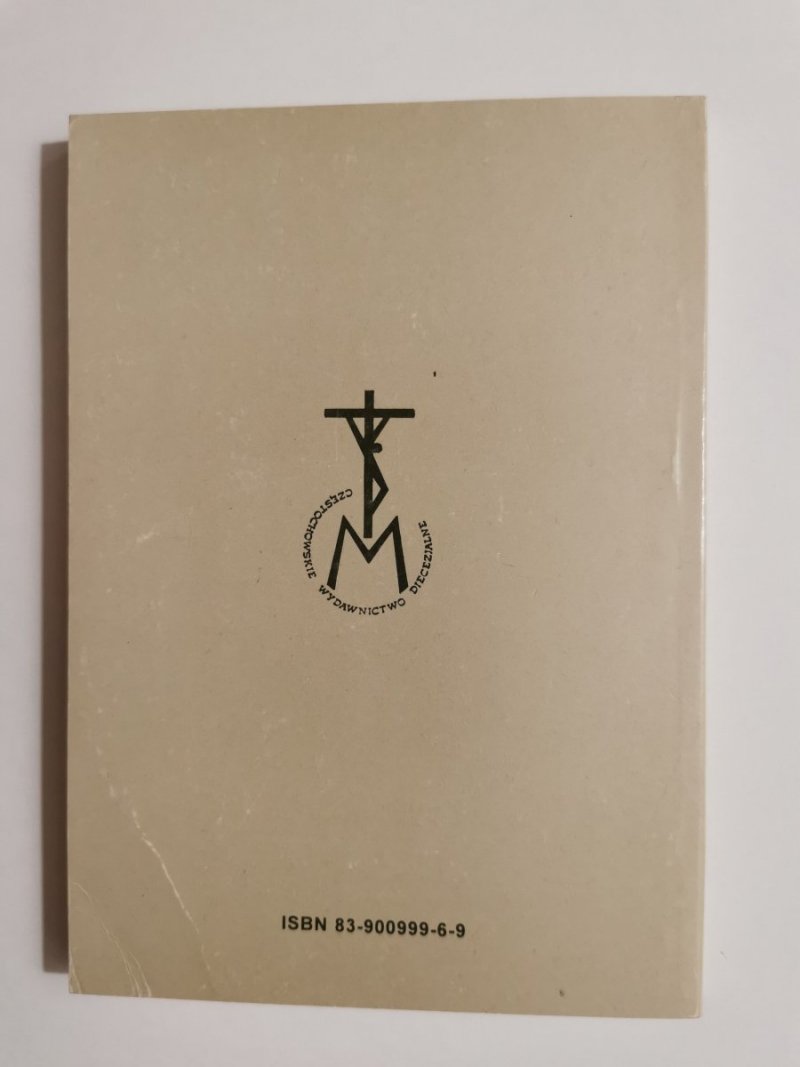 CZĘSTOCHOWSKIE WYDAWNICTWO DIECEZJALNE
ISBN 83-900999-6-9